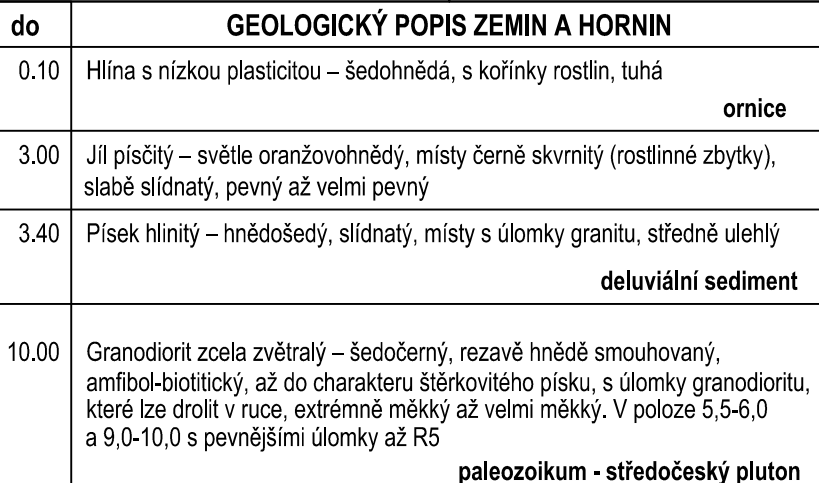 do GEOLOGICKÝ POPIS ZEMIN A HORNIN
0.10 Hlína s nízkou plasticitou – šedohnědá, s kořínky rostlin, tuhá
ornice
3.00 Jíl písčitý – světle oranžovohnědý, místy černě skvrnitý (rostlinné zbytky),
slabě slídnatý, pevný až velmi pevný
3.40 Písek hlinitý – hnědošedý, slídnatý, místy s úlomky granitu, středně ulehlý
deluviální sediment
10.00 Granodiorit zcela zvětralý – šedočerný, rezavě hnědě smouhovaný,
amfibol-biotitický, až do charakteru štěrkovitého písku, s úlomky granodioritu,
které lze drolit v ruce, extrémně měkký až velmi měkký. V poloze 5,5-6,0
a 9,0-10,0 s pevnějšími úlomky až R5
paleozoikum - středočeský pluton